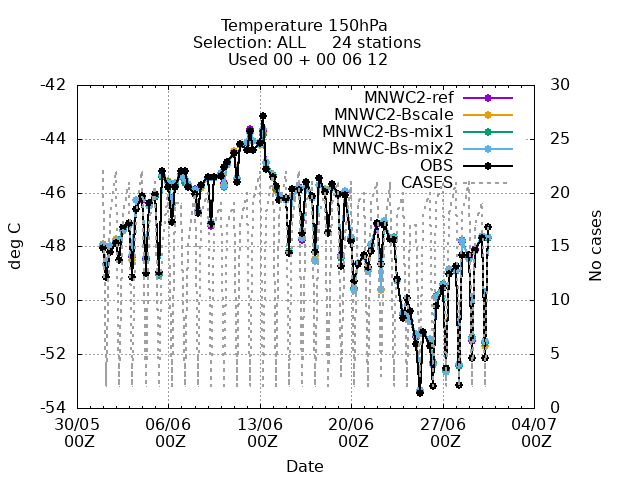 Temperature 150hPa
Selection: ALL     24 stations
Used 00 + 00 06 12
-42
-44
-46
-48
-50
-52
-54
deg C
30
25
20
15
10
5
0
No cases
MNWC2-ref
MNWC2-Bscale
MNWC2-Bs-mix1
MNWC-Bs-mix2
OBS
CASES
30/05 06/06 13/06 20/06 27/06 04/07
00Z 00Z 00Z 00Z 00Z 00Z
Date